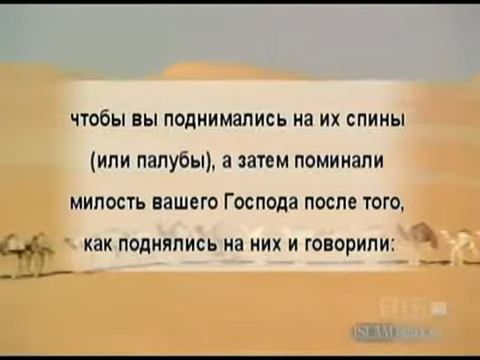 чтобы вы поднимались на их спины
(или палубы), а затем поминали
милость вашего Господа после того,
как поднялись на них и говорили: